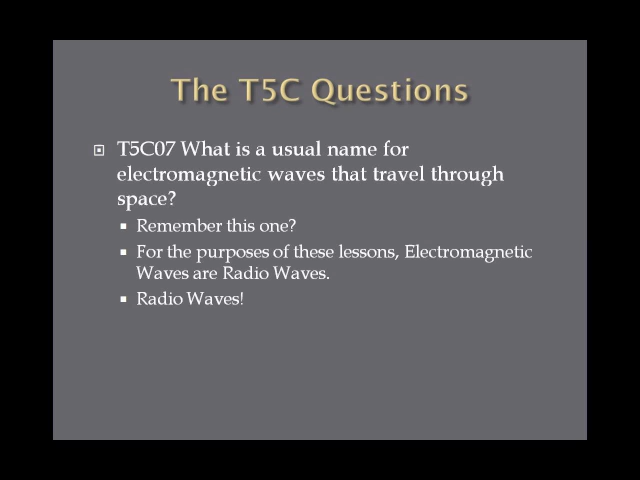 The T5C Questions
T5C07 What is a usual name for
electromagnetic waves that travel through
space?
Remember this one?
For the purposes of these lessons, Electromagnetic
Waves are Radio Waves.
Radio Waves!